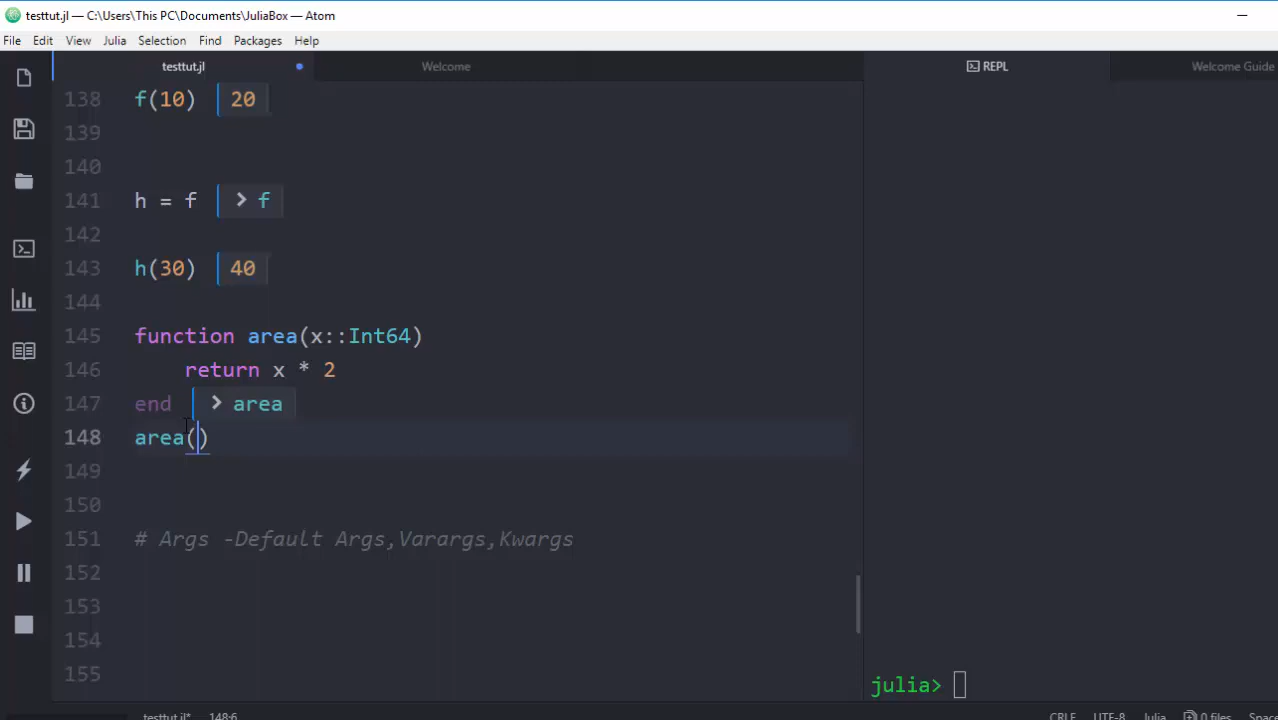 testtut.jl — C:\Users\This PC\Documents\JuliaBox — Atom
File Edit View Julia Selection Find Packages Help
testtut.jl Welcome REPL Welcome Guide
138 f(10) 20
139
140
141 h = f > f
142
143 h(30) 40
144
145 function area(x::Int64)
146 return x * 2
147 end > area
148 area()
149
150
151 # Args -Default Args,Varargs,Kwargs
152
153
154
155
julia>
testtut.jl* 148:6 CRLF UTF-8 Julia 0 files Space